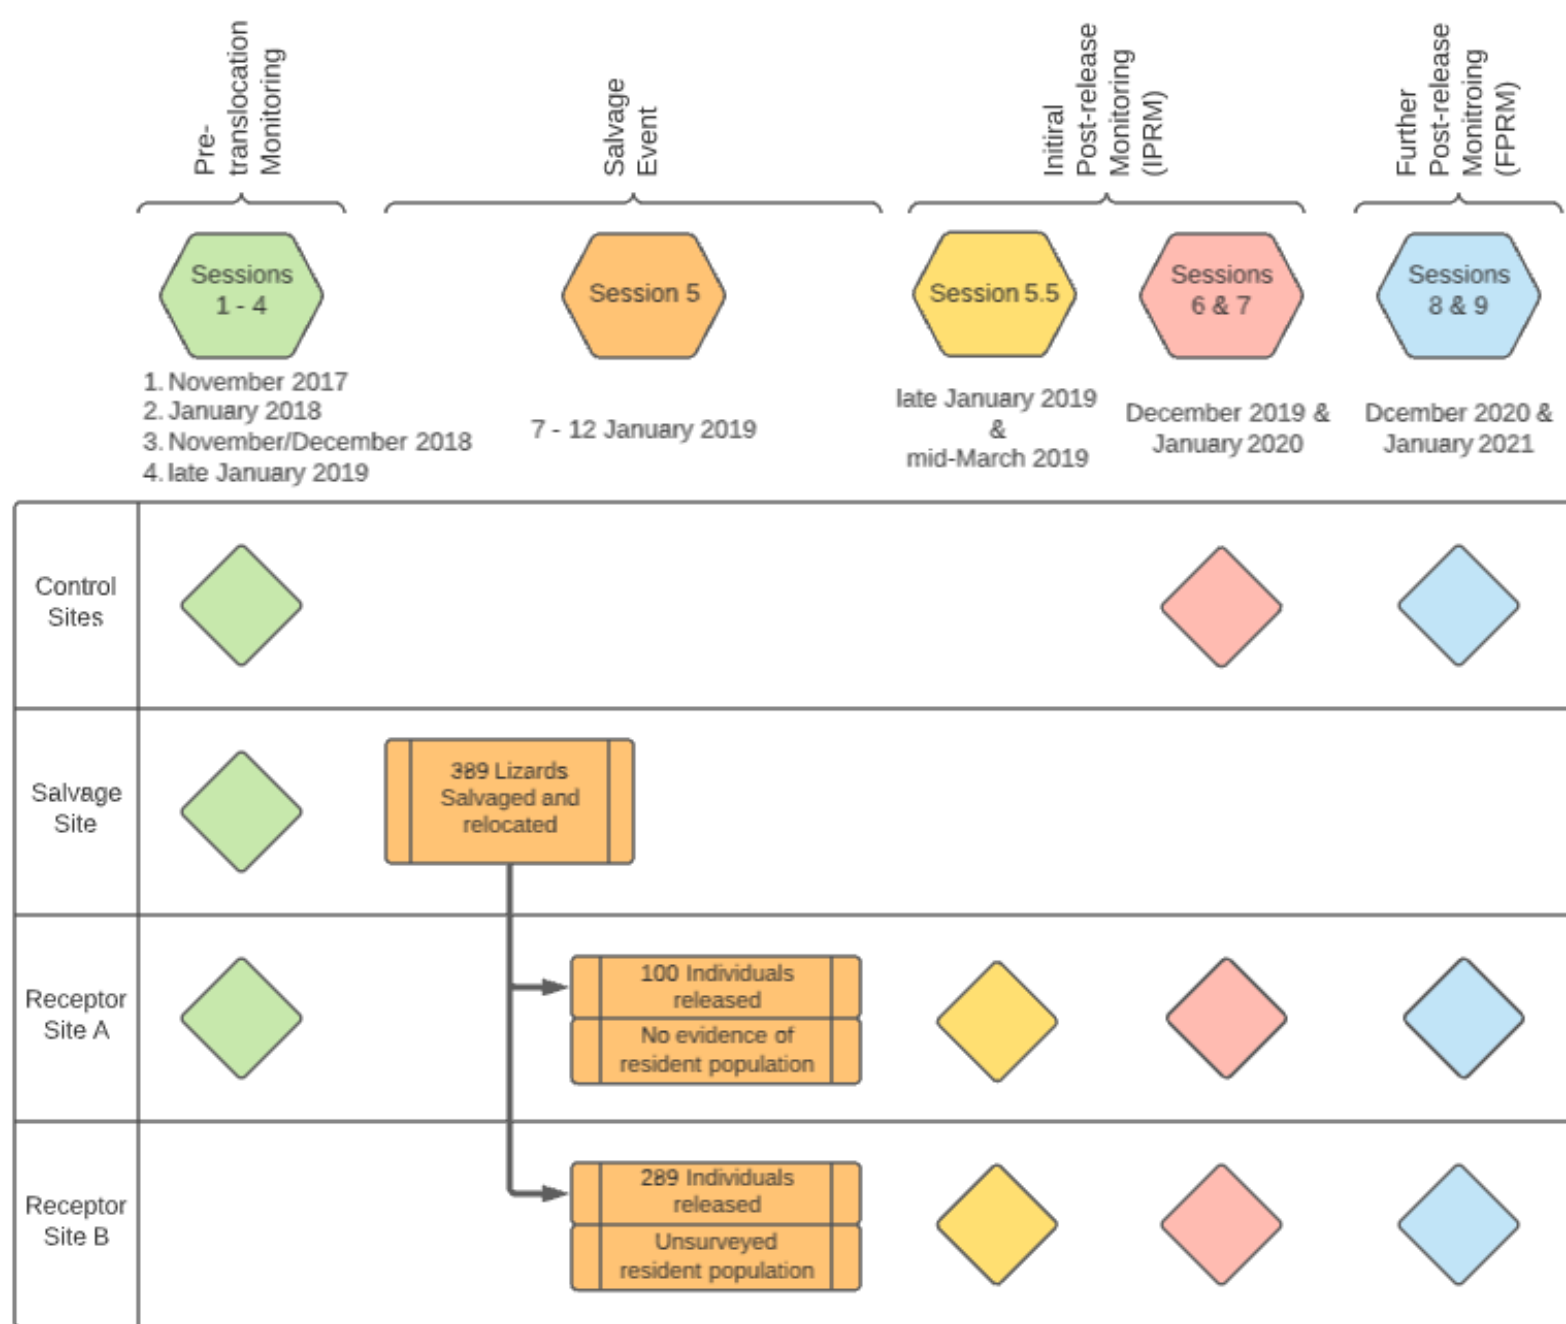 Pre-
translocation
Monitoring
Salvage
Event
Initiral
Post-release
Monitoring
(IPRM)
Further
Post-release
Monitroing
(FPRM)
Sessions
1 - 4
Session 5
Session 5.5
Sessions
6 & 7
Sessions
8 & 9
1. November 2017
2. January 2018
3. November/December 2018
4. late January 2019
7 - 12 January 2019
late January 2019
&
mid-March 2019
December 2019 &
January 2020
Dcember 2020 &
January 2021
Control
Sites
Salvage
Site
389 Lizards
Salvaged and
relocated
Receptor
Site A
100 Individuals
released
No evidence of
resident population
Receptor
Site B
289 Individuals
released
Unsurveyed
resident population